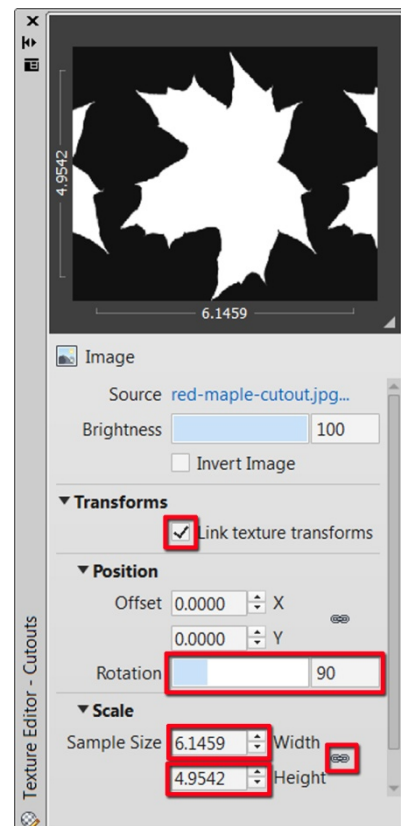 4.9542
6.1459
Image
Source red-maple-cutout.jpg...
Brightness 100
Invert Image
Transforms
Link texture transforms
Position
Offset 0.0000 X
0.0000 Y
Rotation 90
Scale
Sample Size 6.1459 Width
4.9542 Height
Texture Editor - Cutouts